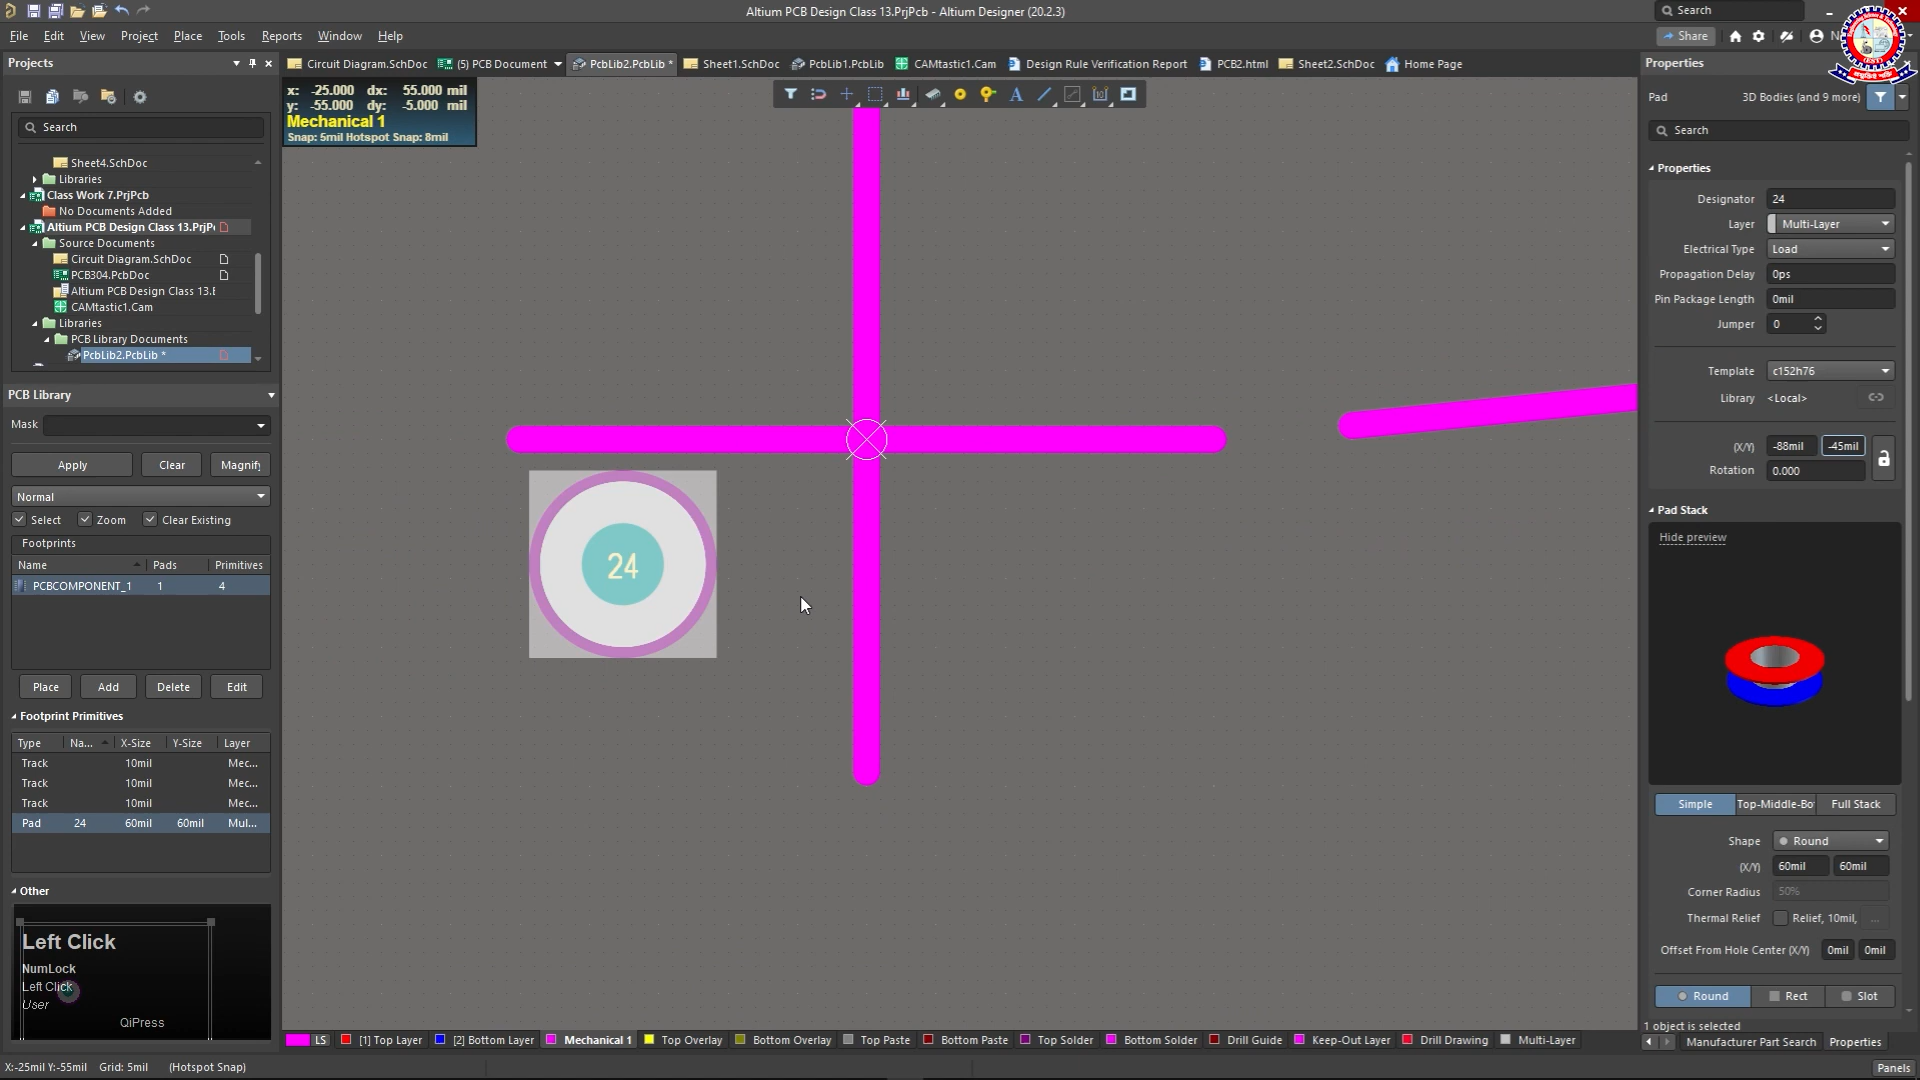 Altium PCB Design Class 13.PrjPcb - Altium Designer (20.2.3)
Search
File Edit View Project Place Tools Reports Window Help
Share
Projects
Circuit Diagram.SchDoc (5) PCB Document PcbLib2.PcbLib * Sheet1.SchDoc PcbLib1.PcbLib CAMtastic1.Cam Design Rule Verification Report PCB2.html Sheet2.SchDoc Home Page
Properties
x: -25.000 dx: 55.000 mil
y: -55.000 dy: -5.000 mil
Mechanical 1
Snap: 5mil Hotspot Snap: 8mil
Pad 3D Bodies (and 9 more)
Search
Search
Sheet4.SchDoc
Libraries
Class Work 7.PrjPcb
No Documents Added
Altium PCB Design Class 13.PrjP
Source Documents
Circuit Diagram.SchDoc
PCB304.PcbDoc
Altium PCB Design Class 13.
CAMtastic1.Cam
Libraries
PCB Library Documents
PcbLib2.PcbLib *
PCB Library
Mask
Apply Clear Magnify
Normal
Select Zoom Clear Existing
Footprints
Name Pads Primitives
PCBCOMPONENT_1 1 4
Place Add Delete Edit
Footprint Primitives
Type Na... X-Size Y-Size Layer
Track 10mil Mec...
Track 10mil Mec...
Track 10mil Mec...
Pad 24 60mil 60mil Mul...
Other
Left Click
NumLock
Left Click
User
QiPress
24
Properties
Designator 24
Layer Multi-Layer
Electrical Type Load
Propagation Delay 0ps
Pin Package Length 0mil
Jumper 0
Template c152h76
Library <Local>
(X/Y) -88mil -45mil
Rotation 0.000
Pad Stack
Hide preview
Simple Top-Middle-Bo Full Stack
Shape Round
(X/Y) 60mil 60mil
Corner Radius 50%
Thermal Relief Relief, 10mil, ...
Offset From Hole Center (X/Y) 0mil 0mil
Round Rect Slot
1 object is selected
Manufacturer Part Search Properties
LS [1] Top Layer [2] Bottom Layer Mechanical 1 Top Overlay Bottom Overlay Top Paste Bottom Paste Top Solder Bottom Solder Drill Guide Keep-Out Layer Drill Drawing Multi-Layer
X:-25mil Y:-55mil Grid: 5mil (Hotspot Snap)
Panels